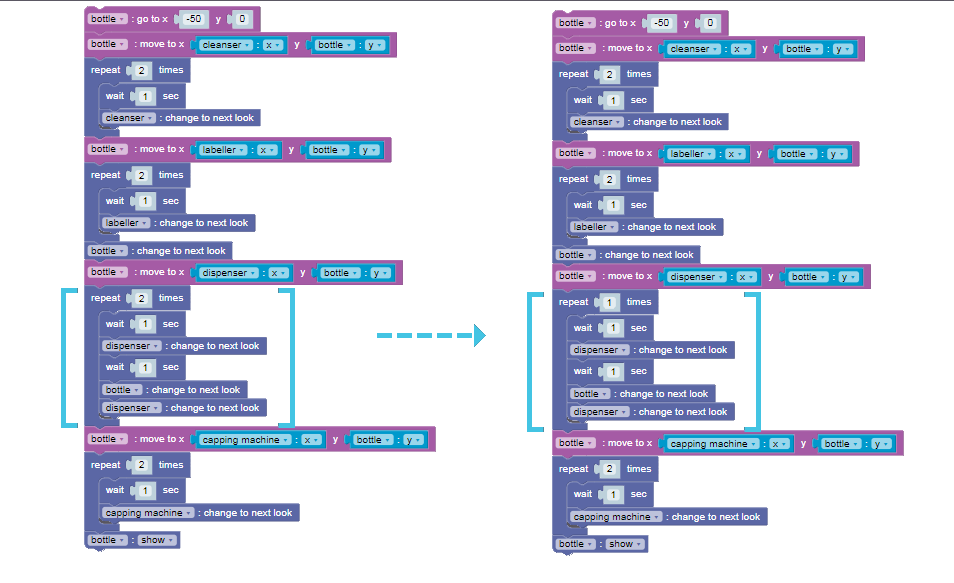 bottle : go to x -50 y 0
bottle : move to x cleanser : x y bottle : y
repeat 2 times
wait 1 sec
cleanser : change to next look
bottle : move to x labeller : x y bottle : y
repeat 2 times
wait 1 sec
labeller : change to next look
bottle : change to next look
bottle : move to x dispenser : x y bottle : y
repeat 2 times
wait 1 sec
dispenser : change to next look
wait 1 sec
bottle : change to next look
dispenser : change to next look
bottle : move to x capping machine : x y bottle : y
repeat 2 times
wait 1 sec
capping machine : change to next look
bottle : show
bottle : go to x -50 y 0
bottle : move to x cleanser : x y bottle : y
repeat 2 times
wait 1 sec
cleanser : change to next look
bottle : move to x labeller : x y bottle : y
repeat 2 times
wait 1 sec
labeller : change to next look
bottle : change to next look
bottle : move to x dispenser : x y bottle : y
repeat 1 times
wait 1 sec
dispenser : change to next look
wait 1 sec
bottle : change to next look
dispenser : change to next look
bottle : move to x capping machine : x y bottle : y
repeat 2 times
wait 1 sec
capping machine : change to next look
bottle : show